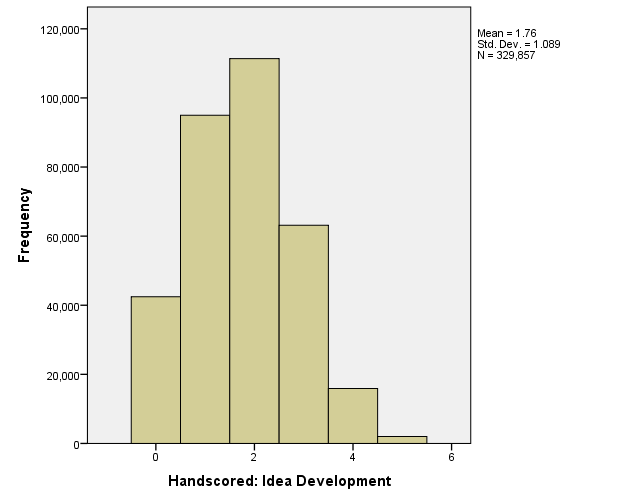 120,000
100,000
80,000
60,000
40,000
20,000
0
Frequency
0 2 4 6
Handscored: Idea Development
Mean = 1.76
Std. Dev. = 1.089
N = 329,857